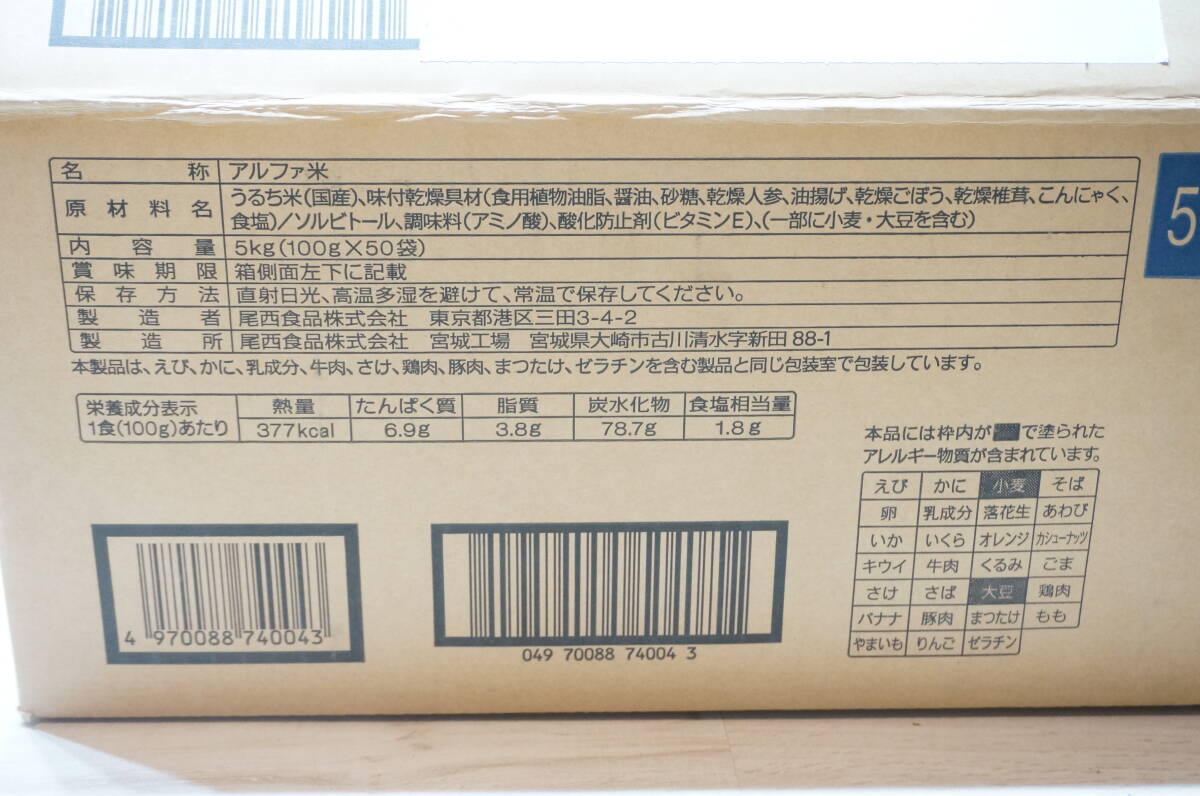 名称 アルファ米
原材料名 うるち米(国産)、味付乾燥具材(食用植物油脂、醤油、砂糖、乾燥人参、油揚げ、乾燥ごぼう、乾燥椎茸、こんにゃく、
食塩)/ソルビトール、調味料(アミノ酸)、酸化防止剤(ビタミンE)、(一部に小麦・大豆を含む)
内容量 5kg(100g×50袋)
賞味期限 箱側面左下に記載
保存方法 直射日光、高温多湿を避けて、常温で保存してください。
製造者 尾西食品株式会社 東京都港区三田3-4-2
製造所 尾西食品株式会社 宮城工場 宮城県大崎市古川清水字新田88-1
本製品は、えび、かに、乳成分、牛肉、さけ、鶏肉、豚肉、まつたけ、ゼラチンを含む製品と同じ包装室で包装しています。
栄養成分表示
1食(100g)あたり
熱量 たんぱく質 脂質 炭水化物 食塩相当量
377kcal 6.9g 3.8g 78.7g 1.8g
本品には枠内が で塗られた
アレルギー物質が含まれています。
えび かに 小麦 そば
卵 乳成分 落花生 あわび
いか いくら オレンジ カシューナッツ
キウイ 牛肉 くるみ ごま
さけ さば 大豆 鶏肉
バナナ 豚肉 まつたけ もも
やまいも りんご ゼラチン
4 970088 740043
049 70088 74004 3
5